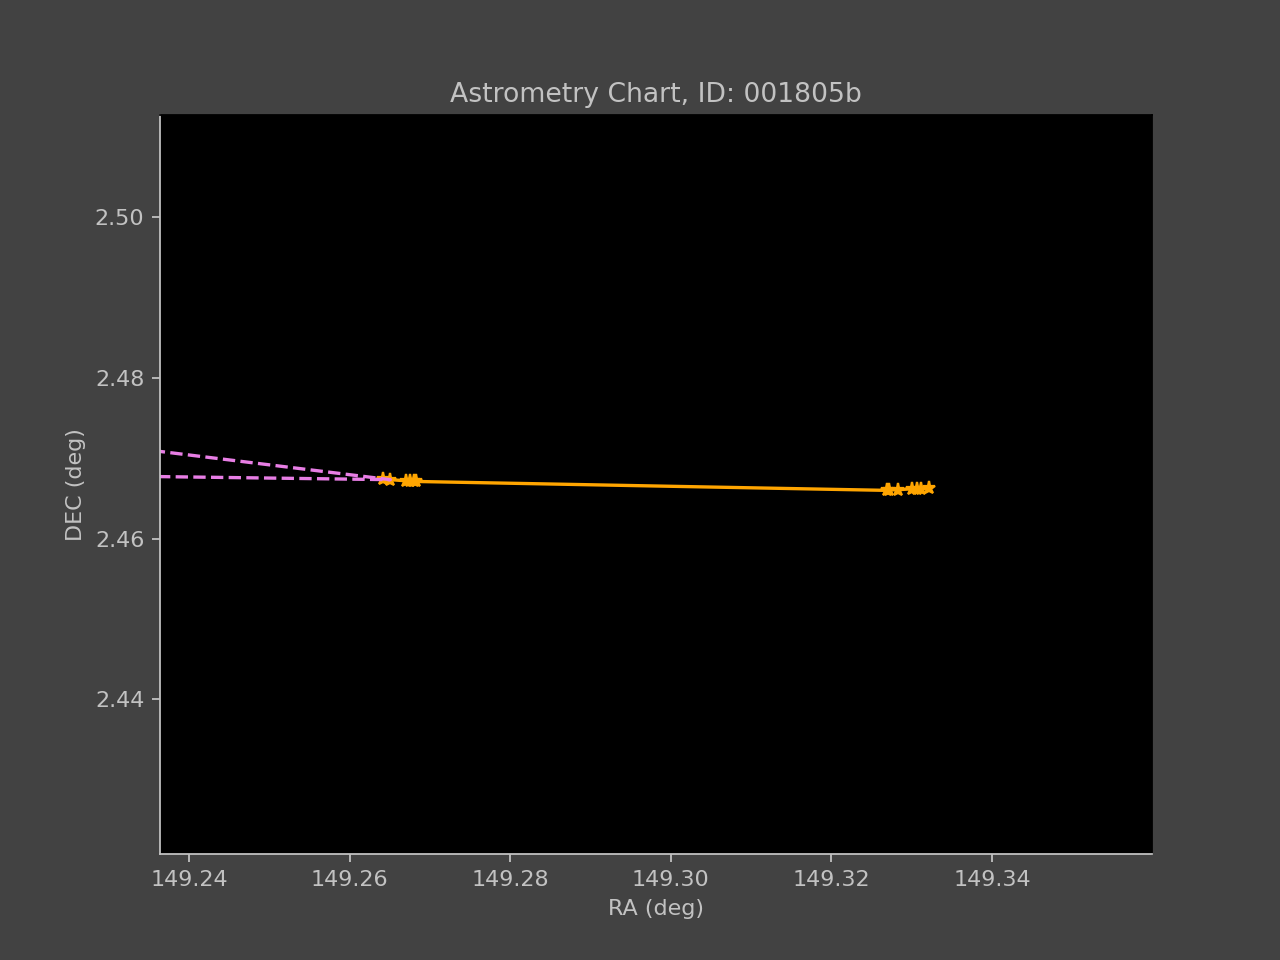 Astrometry Chart, ID: 001805b
2.50
2.48
2.46
2.44
DEC (deg)
149.24 149.26 149.28 149.30 149.32 149.34
RA (deg)